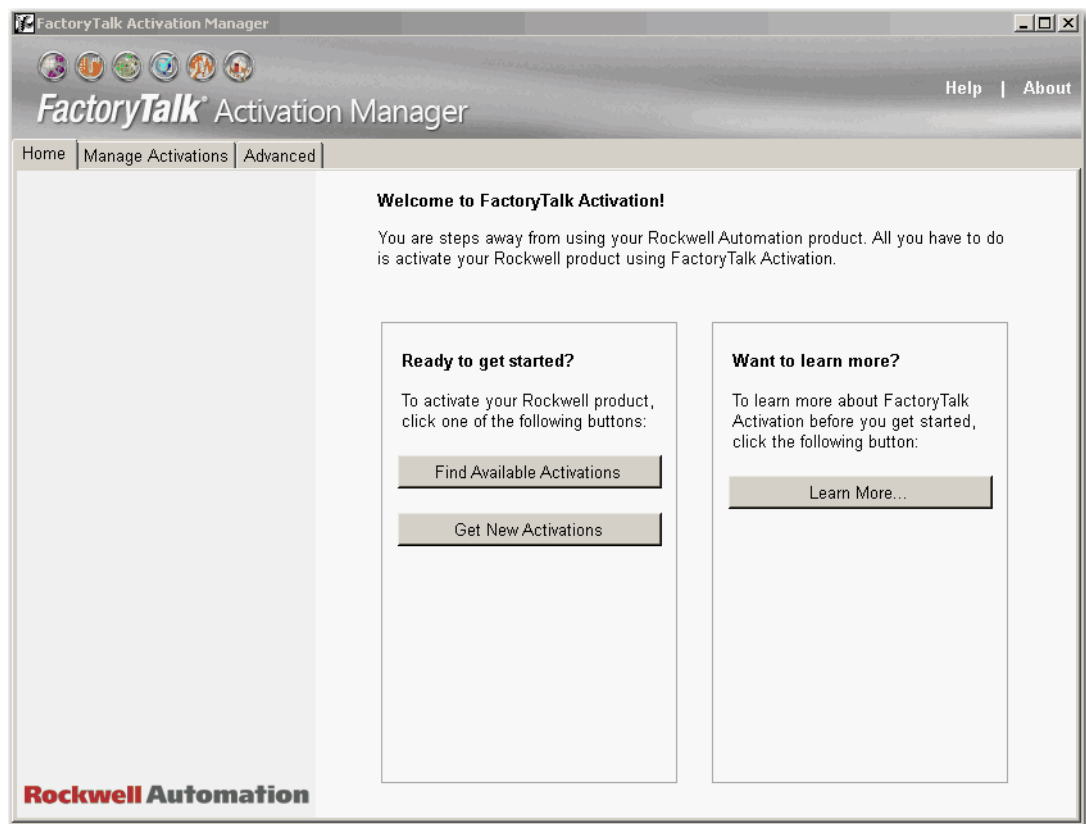 FactoryTalk Activation Manager
Help | About
FactoryTalk® Activation Manager
Home Manage Activations Advanced
Welcome to FactoryTalk Activation!
You are steps away from using your Rockwell Automation product. All you have to do
is activate your Rockwell product using FactoryTalk Activation.
Ready to get started?
To activate your Rockwell product,
click one of the following buttons:
Find Available Activations
Get New Activations
Want to learn more?
To learn more about FactoryTalk
Activation before you get started,
click the following button:
Learn More...
Rockwell Automation